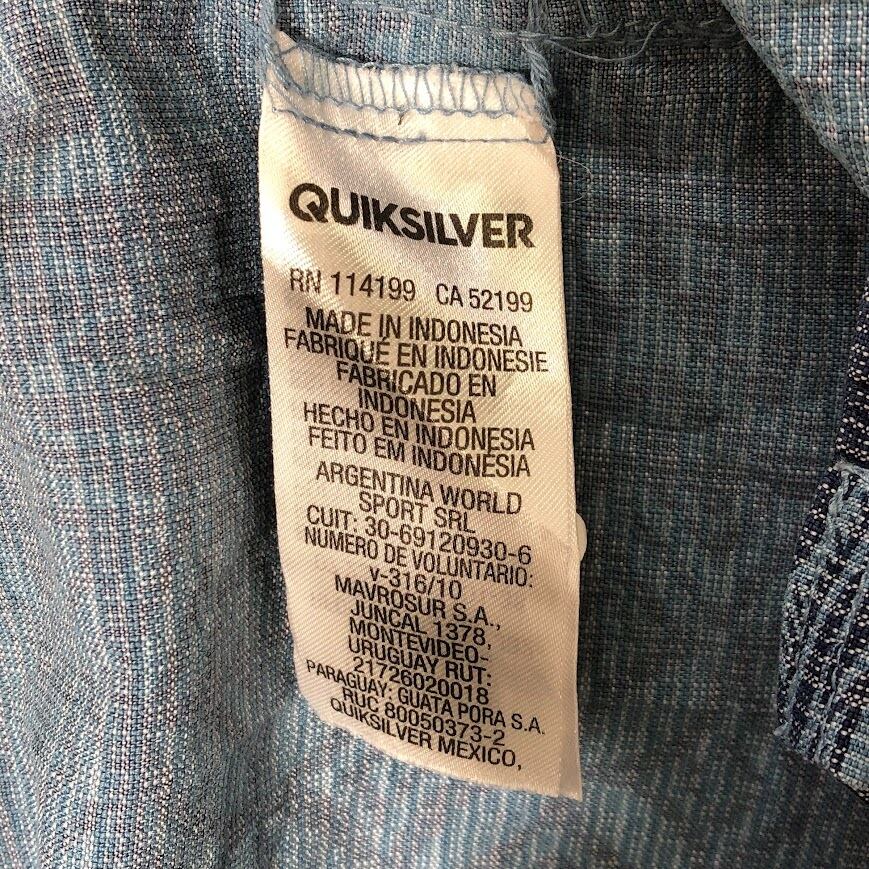 QUIKSILVER
RN 114199 CA 52199
MADE IN INDONESIA
FABRIQUÉ EN INDONESIE
FABRICADO EN
INDONESIA
HECHO EN INDONESIA
FEITO EM INDONÉSIA
ARGENTINA WORLD
SPORT SRL
CUIT: 30-69120930-6
NUMERO DE VOLUNTARIO:
V-316/10
MAVROSUR S.A.,
JUNCAL 1378,
MONTEVIDEO-
URUGUAY RUT:
21726020018
PARAGUAY: GUATA PORA S.A.
RUC 80050373-2
QUIKSILVER MEXICO,